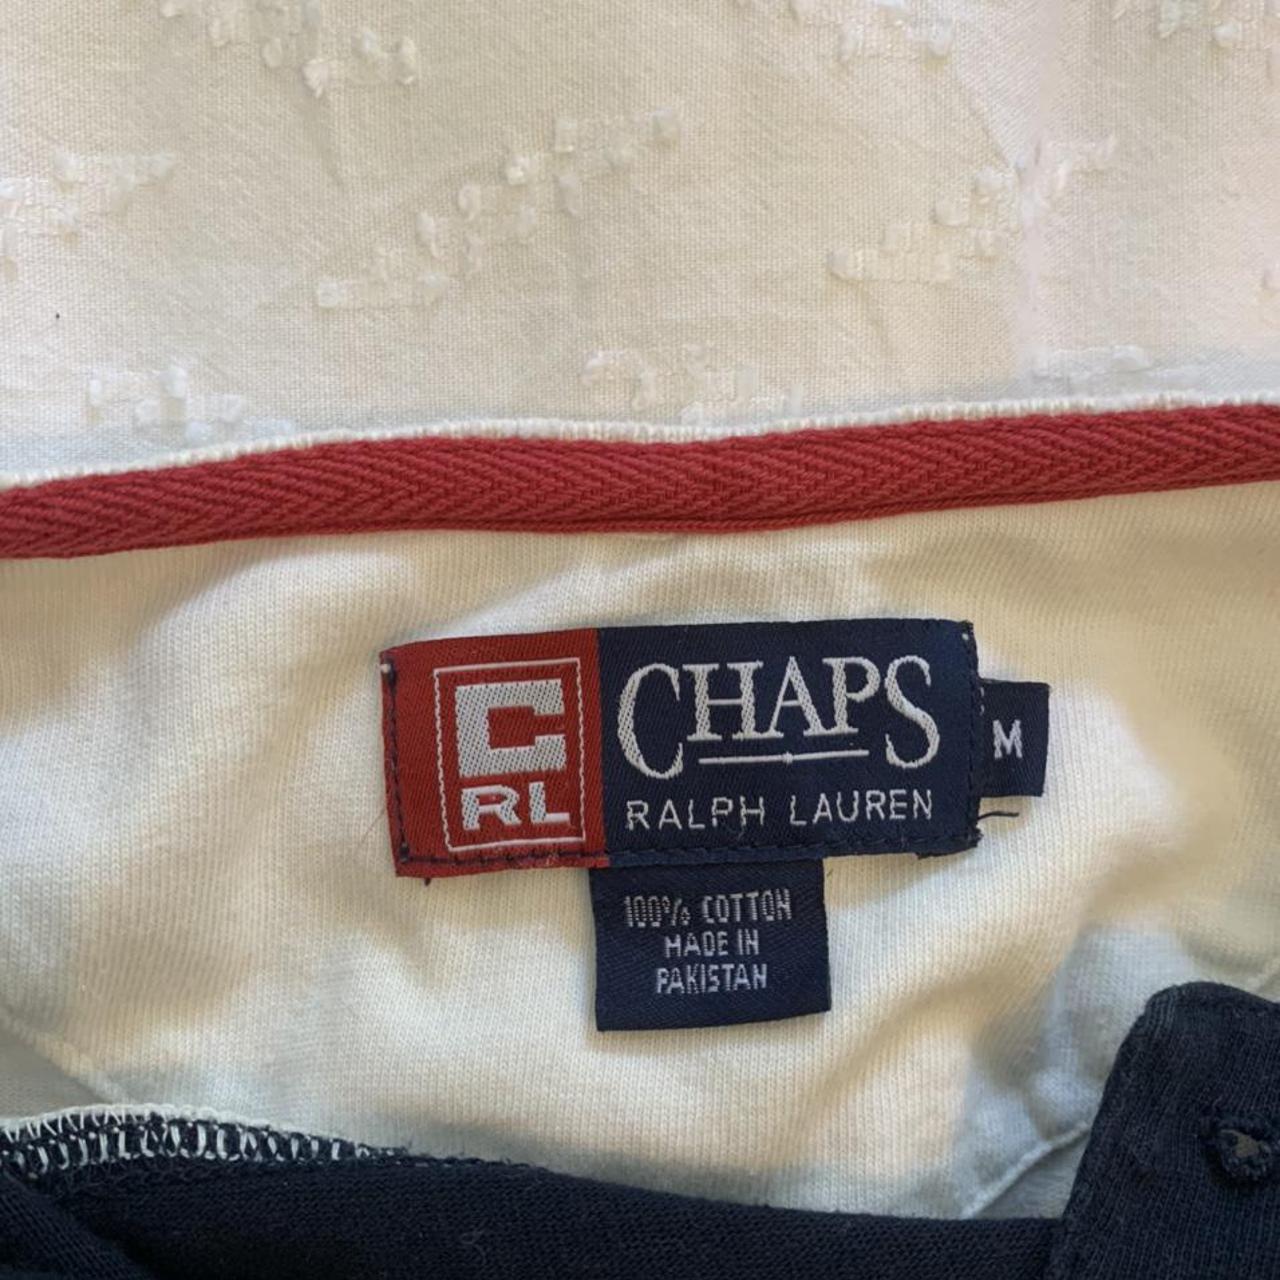 C
RL
CHAPS
RALPH LAUREN
M
100% COTTON
MADE IN
PAKISTAN